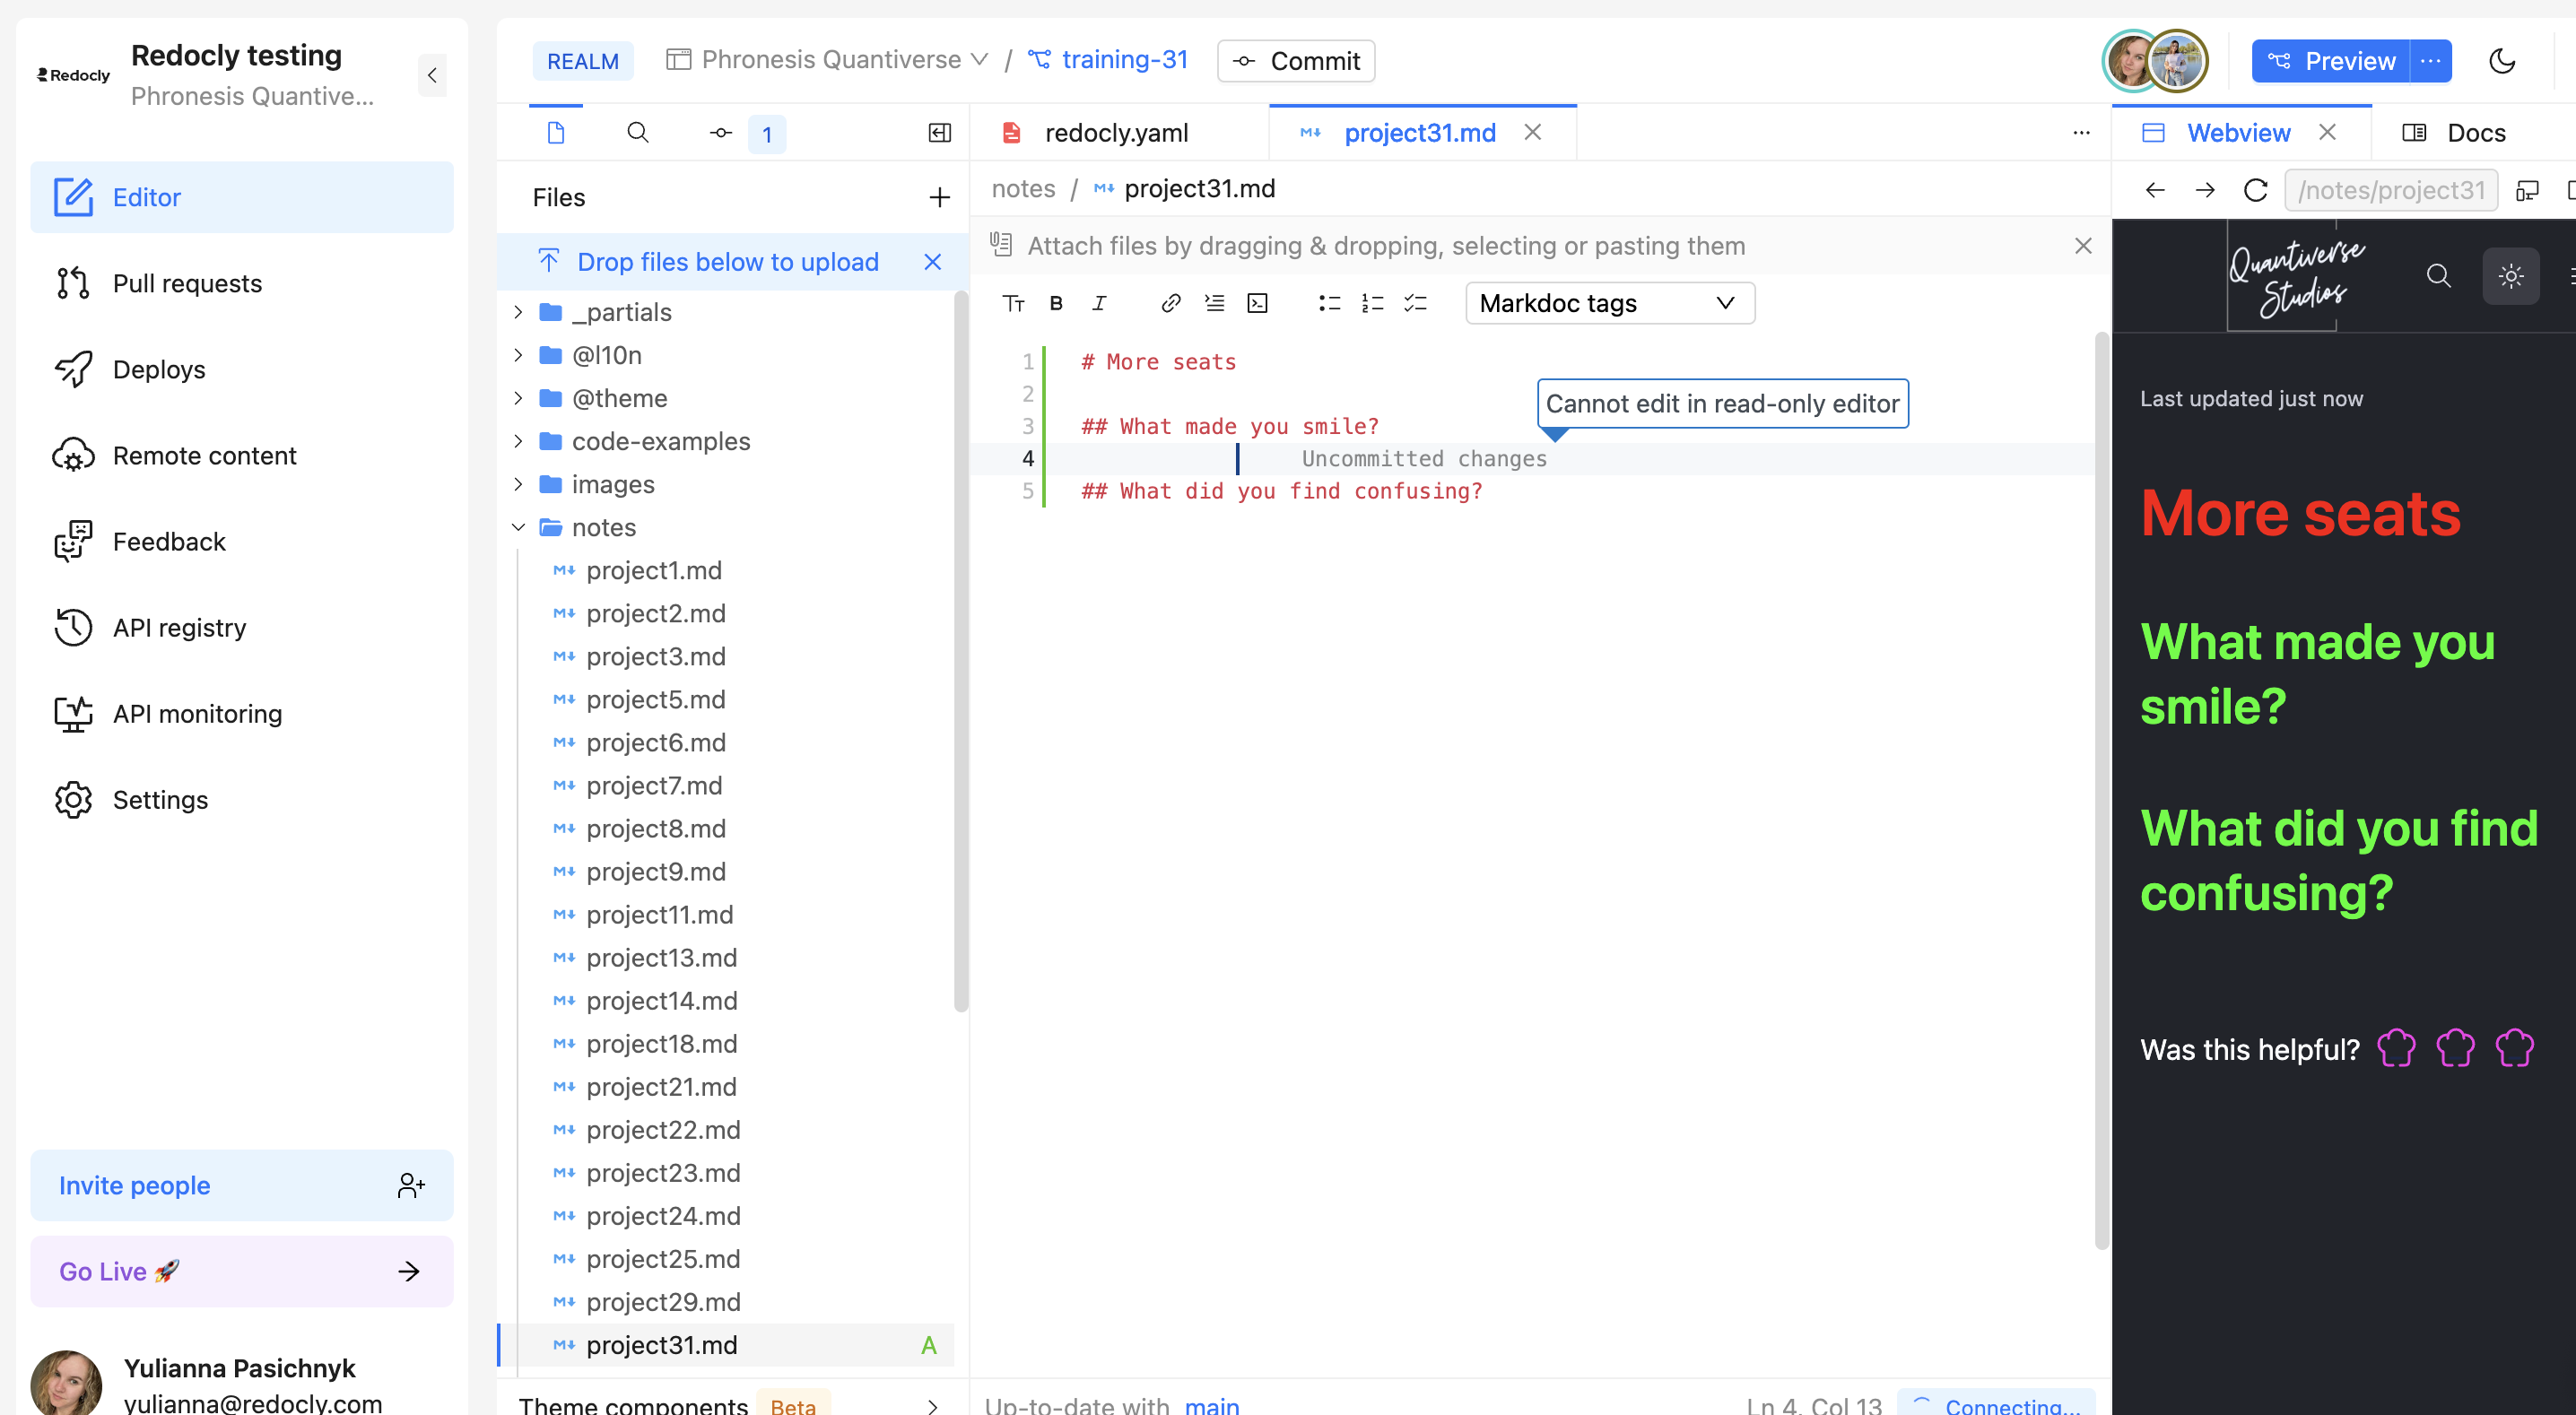 Redocly
Redocly testing
Phronesis Quantive...
Editor
Pull requests
Deploys
Remote content
Feedback
API registry
API monitoring
Settings
Invite people
Go Live 🚀
Yulianna Pasichnyk
yulianna@redocly.com
REALM
Phronesis Quantiverse / training-31
Commit
Preview
1
Files
Drop files below to upload
_partials
@l10n
@theme
code-examples
images
notes
project1.md
project2.md
project3.md
project5.md
project6.md
project7.md
project8.md
project9.md
project11.md
project13.md
project14.md
project18.md
project21.md
project22.md
project23.md
project24.md
project25.md
project29.md
project31.md A
Theme components Beta
redocly.yaml
project31.md
notes / project31.md
Attach files by dragging & dropping, selecting or pasting them
Markdoc tags
1 # More seats
2
Cannot edit in read-only editor
3 ## What made you smile?
4 Uncommitted changes
5 ## What did you find confusing?
Up-to-date with main
Ln 4, Col 13
Connecting...
Webview
Docs
/notes/project31
Quantiverse
Studios
Last updated just now
More seats
What made you
smile?
What did you find
confusing?
Was this helpful?